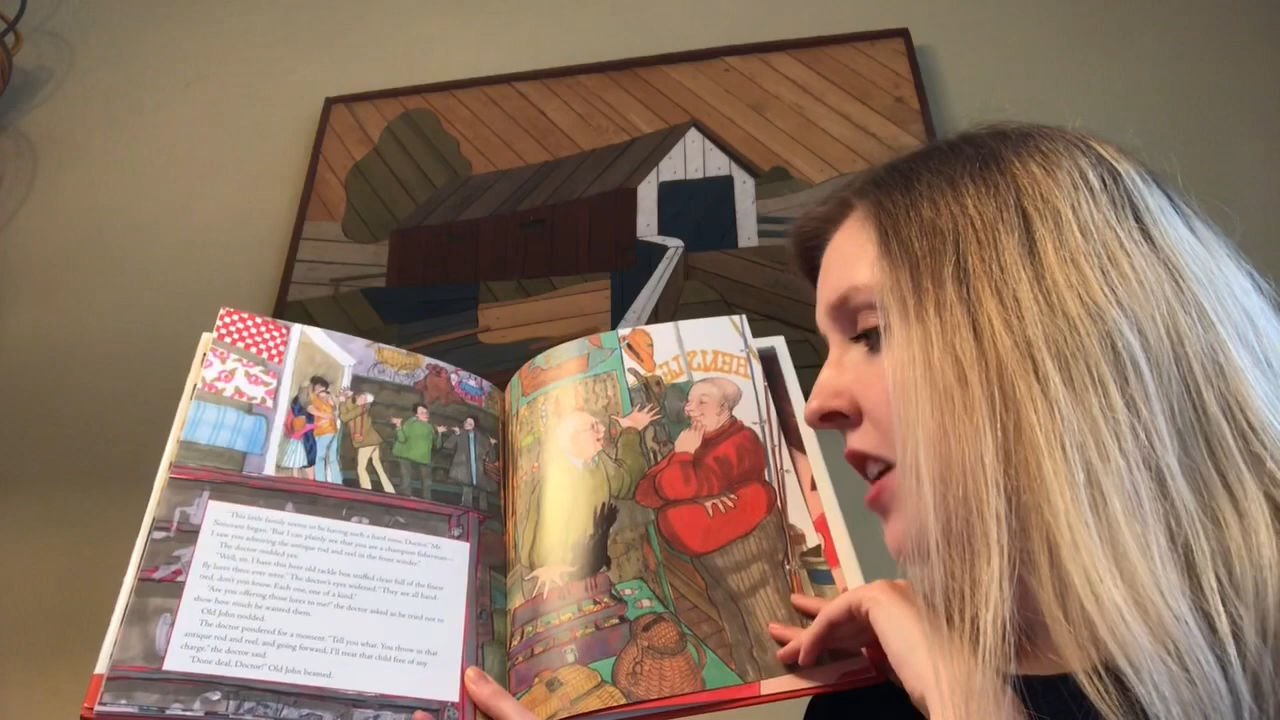 "This little family seems to be having such a hard time, Doctor," Mr.
Sonorant began. "But I can plainly see that you are a champion fisherman—
I saw you admiring the antique rod and reel in the front window."
The doctor nodded yes.
"Well, sir, I have this here old tackle box stuffed clear full of the finest
fly lures there ever were." The doctor's eyes widened. "They are all hand-
tied, don't you know. Each one, one of a kind."
"Are you offering those lures to me?" the doctor asked as he tried not to
show how much he wanted them.
Old John nodded.
The doctor pondered for a moment. "Tell you what. You throw in that
antique rod and reel, and going forward, I'll treat that child free of any
charge," the doctor said.
"Done deal, Doctor!" Old John beamed.
HENSLE